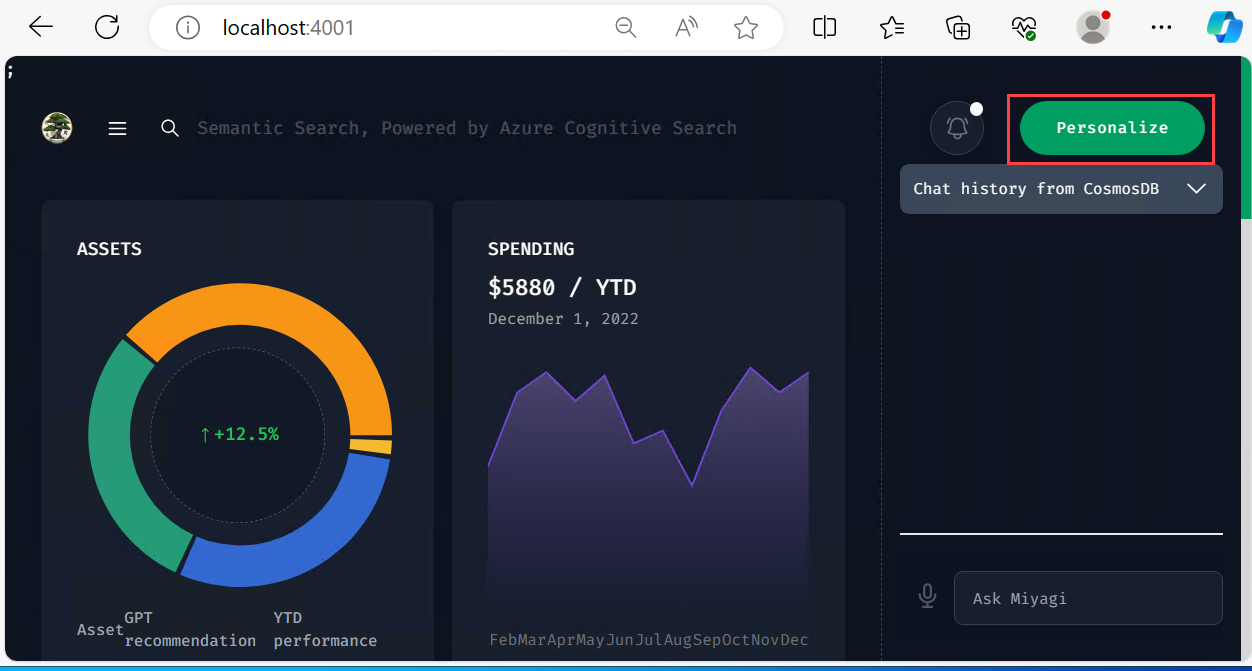 localhost:4001
;
Semantic Search, Powered by Azure Cognitive Search
Personalize
Chat history from CosmosDB
ASSETS
↑+12.5%
Asset
GPT
recommendation
YTD
performance
SPENDING
$5880 / YTD
December 1, 2022
FebMarAprMayJunJulAugSepOctNovDec
Ask Miyagi